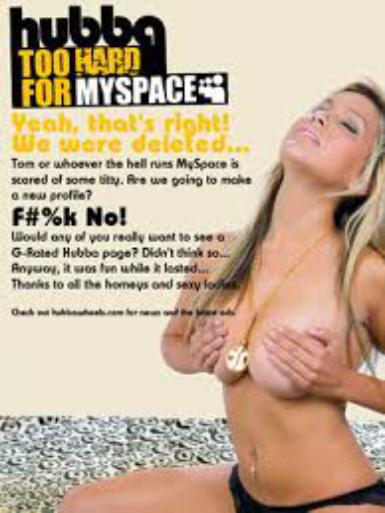 hubba
TOO HARD
FOR MYSPACE
Yeah, that's right!
We were deleted...
Tom or whoever the hell runs MySpace is
scared of some titty. Are we going to make
a new profile?
F#%k No!
Would any of you really want to see a
G-Rated Hubba page? Didn't think so...
Anyway, it was fun while it lasted...
Thanks to all the homeys and sexy ladies.
Check out hubbawheels.com for news and the latest ads.